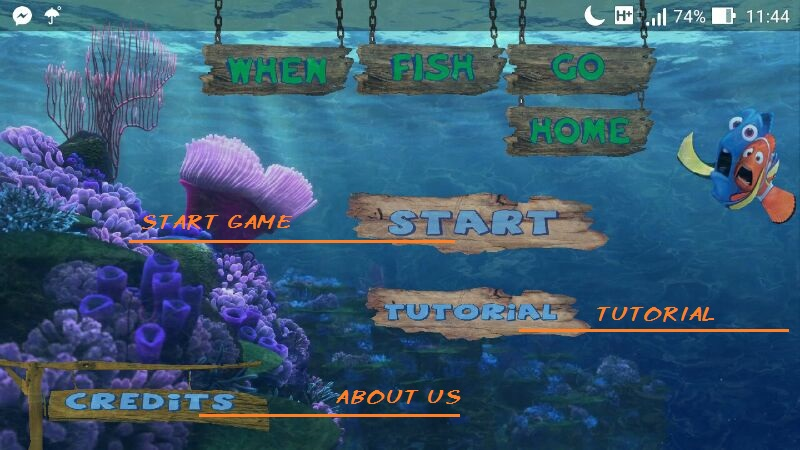 74% 11:44
WHEN FISH GO
HOME
START GAME START
TUTORIAL TUTORIAL
CREDITS ABOUT US